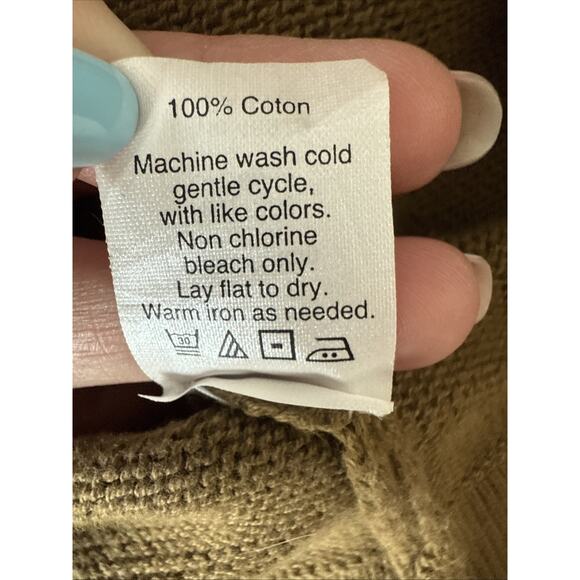 100% Coton
Machine wash cold
gentle cycle,
with like colors.
Non chlorine
bleach only.
Lay flat to dry.
Warm iron as needed.
30